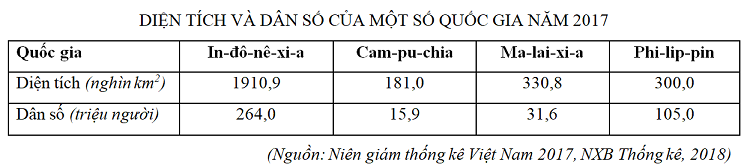 DIỆN TÍCH VÀ DÂN SỐ CỦA MỘT SỐ QUỐC GIA NĂM 2017
Quốc gia In-đô-nê-xi-a Cam-pu-chia Ma-lai-xi-a Phi-lip-pin
Diện tích (nghìn km²) 1910,9 181,0 330,8 300,0
Dân số (triệu người) 264,0 15,9 31,6 105,0
(Nguồn: Niên giám thống kê Việt Nam 2017, NXB Thống kê, 2018)